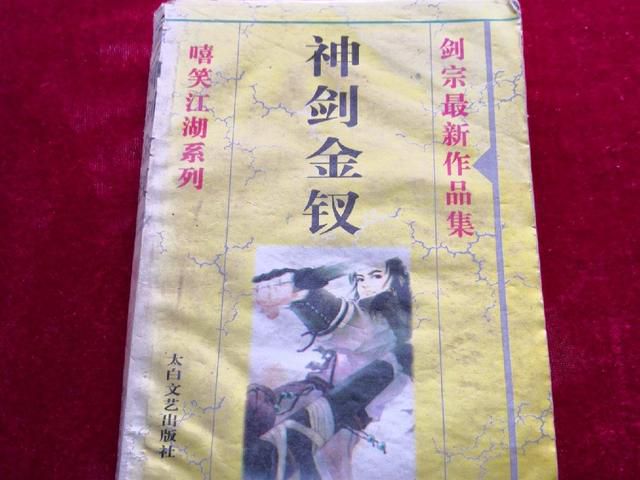 剑宗最新作品集
神剑金钗
嘻笑江湖系列
太白文艺出版社